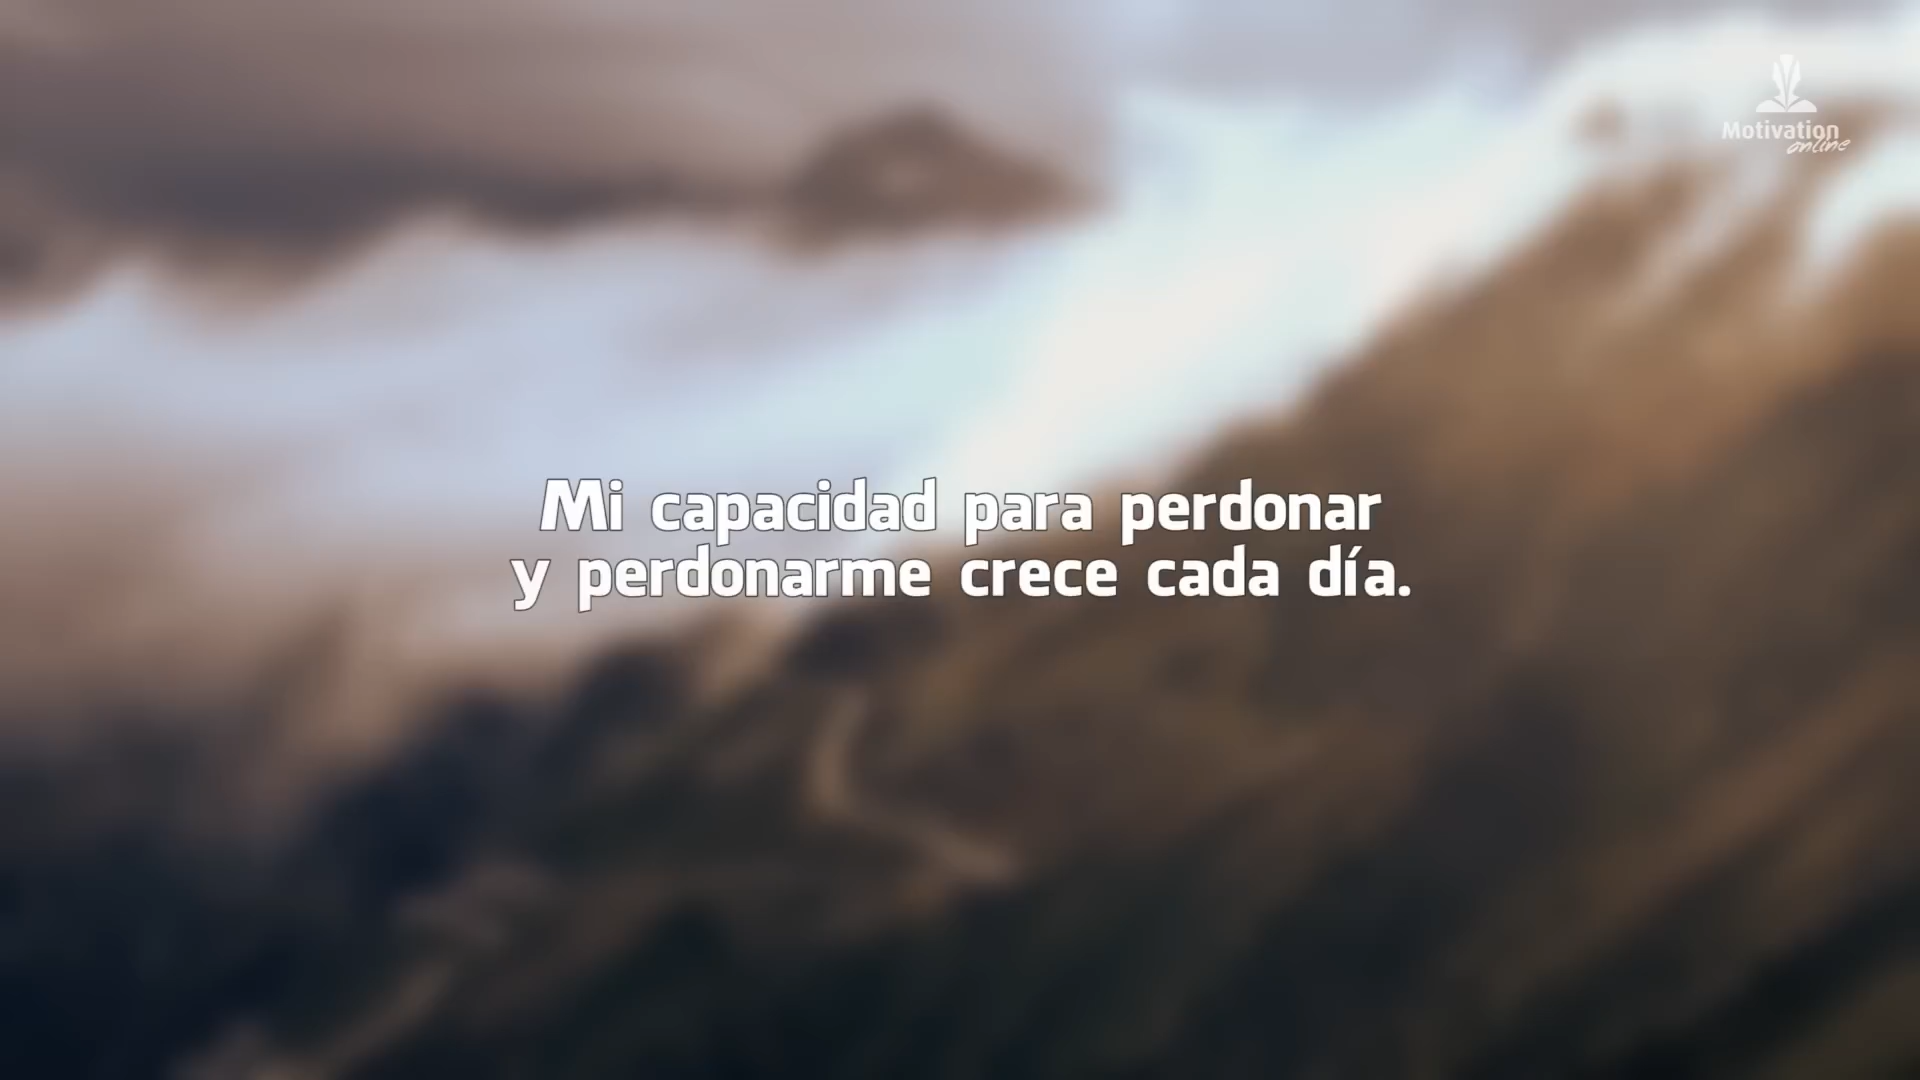 Motivation
online
Mi capacidad para perdonar
y perdonarme crece cada día.